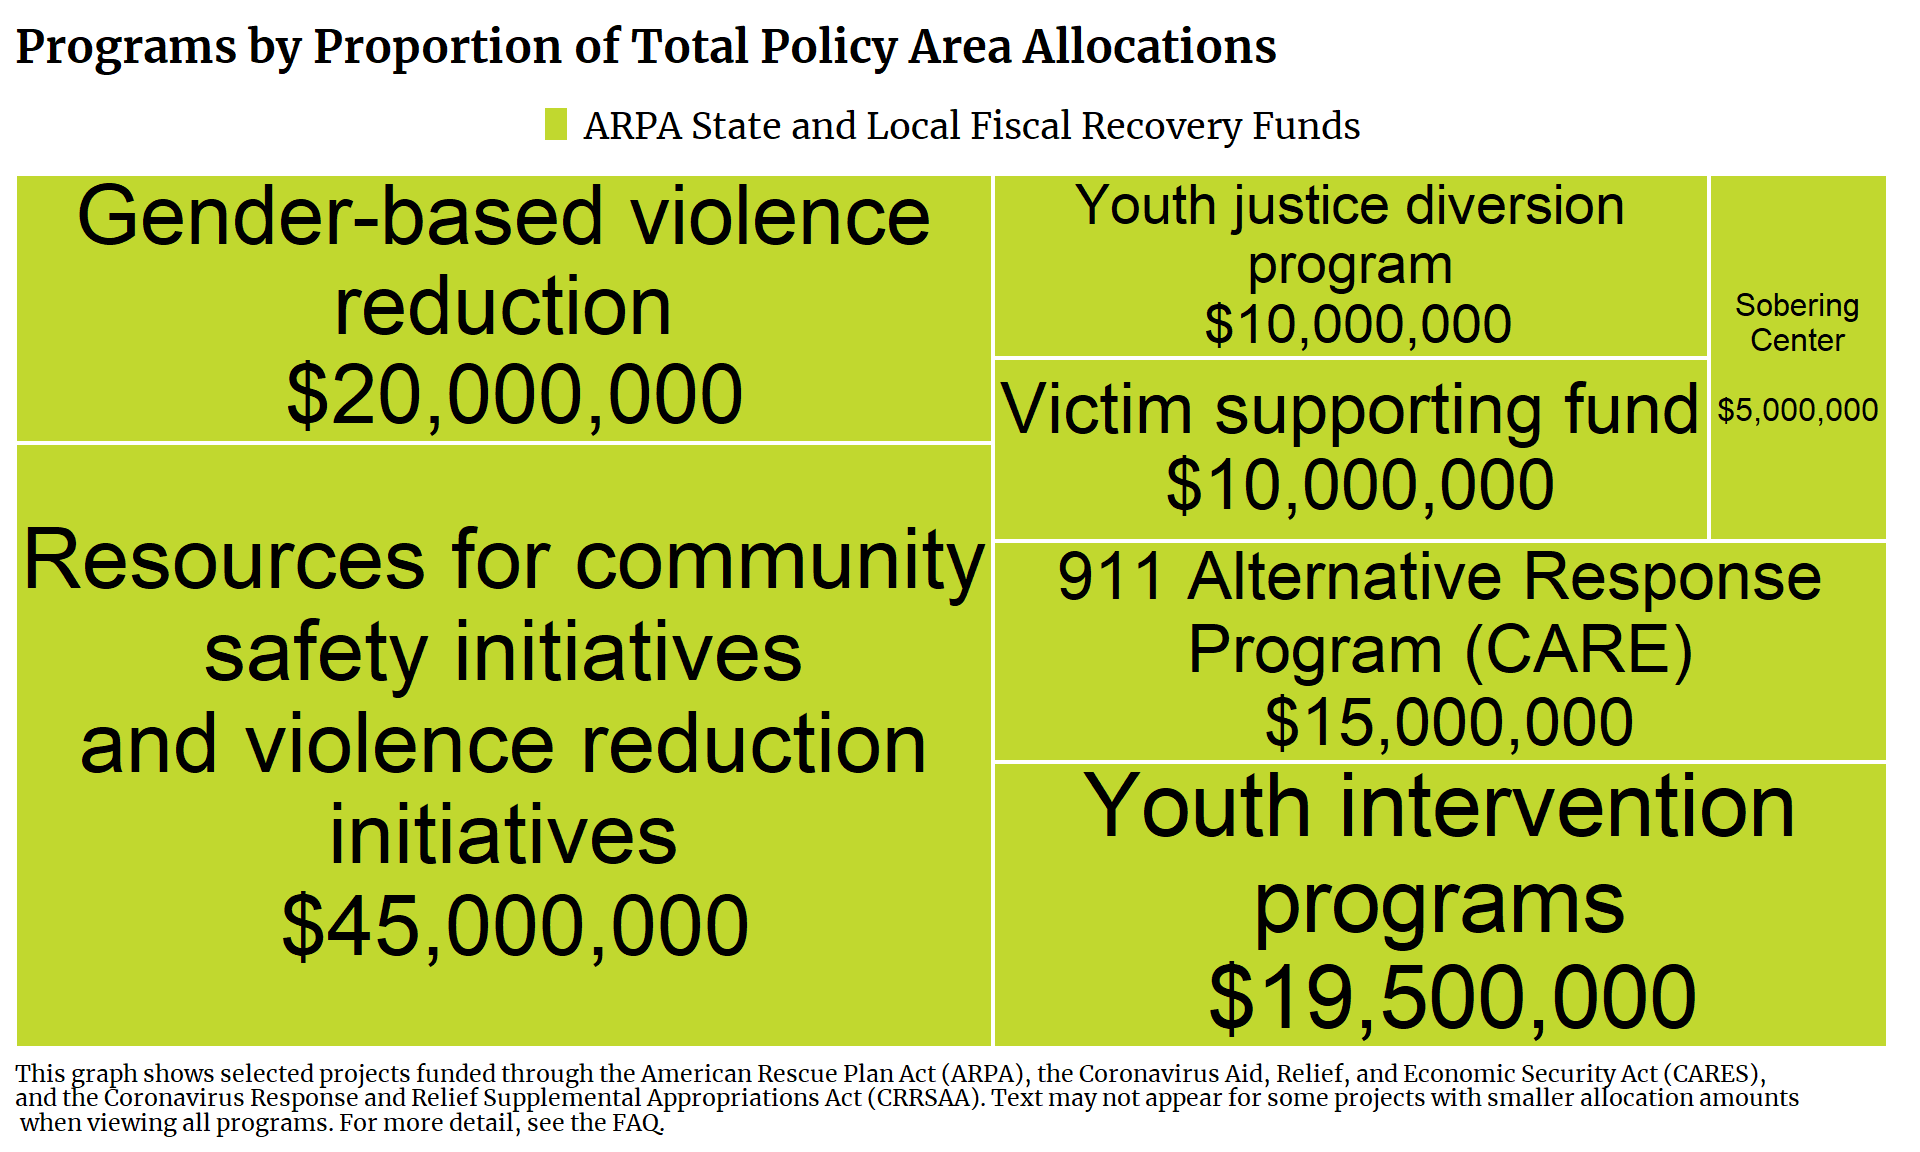 Programs by Proportion of Total Policy Area Allocations
ARPA State and Local Fiscal Recovery Funds
Gender-based violence
reduction
$20,000,000
Resources for community
safety initiatives
and violence reduction
initiatives
$45,000,000
Youth justice diversion
program
$10,000,000
Victim supporting fund
$10,000,000
Sobering
Center
$5,000,000
911 Alternative Response
Program (CARE)
$15,000,000
Youth intervention
programs
$19,500,000
This graph shows selected projects funded through the American Rescue Plan Act (ARPA), the Coronavirus Aid, Relief, and Economic Security Act (CARES),
and the Coronavirus Response and Relief Supplemental Appropriations Act (CRRSAA). Text may not appear for some projects with smaller allocation amounts
when viewing all programs. For more detail, see the FAQ.